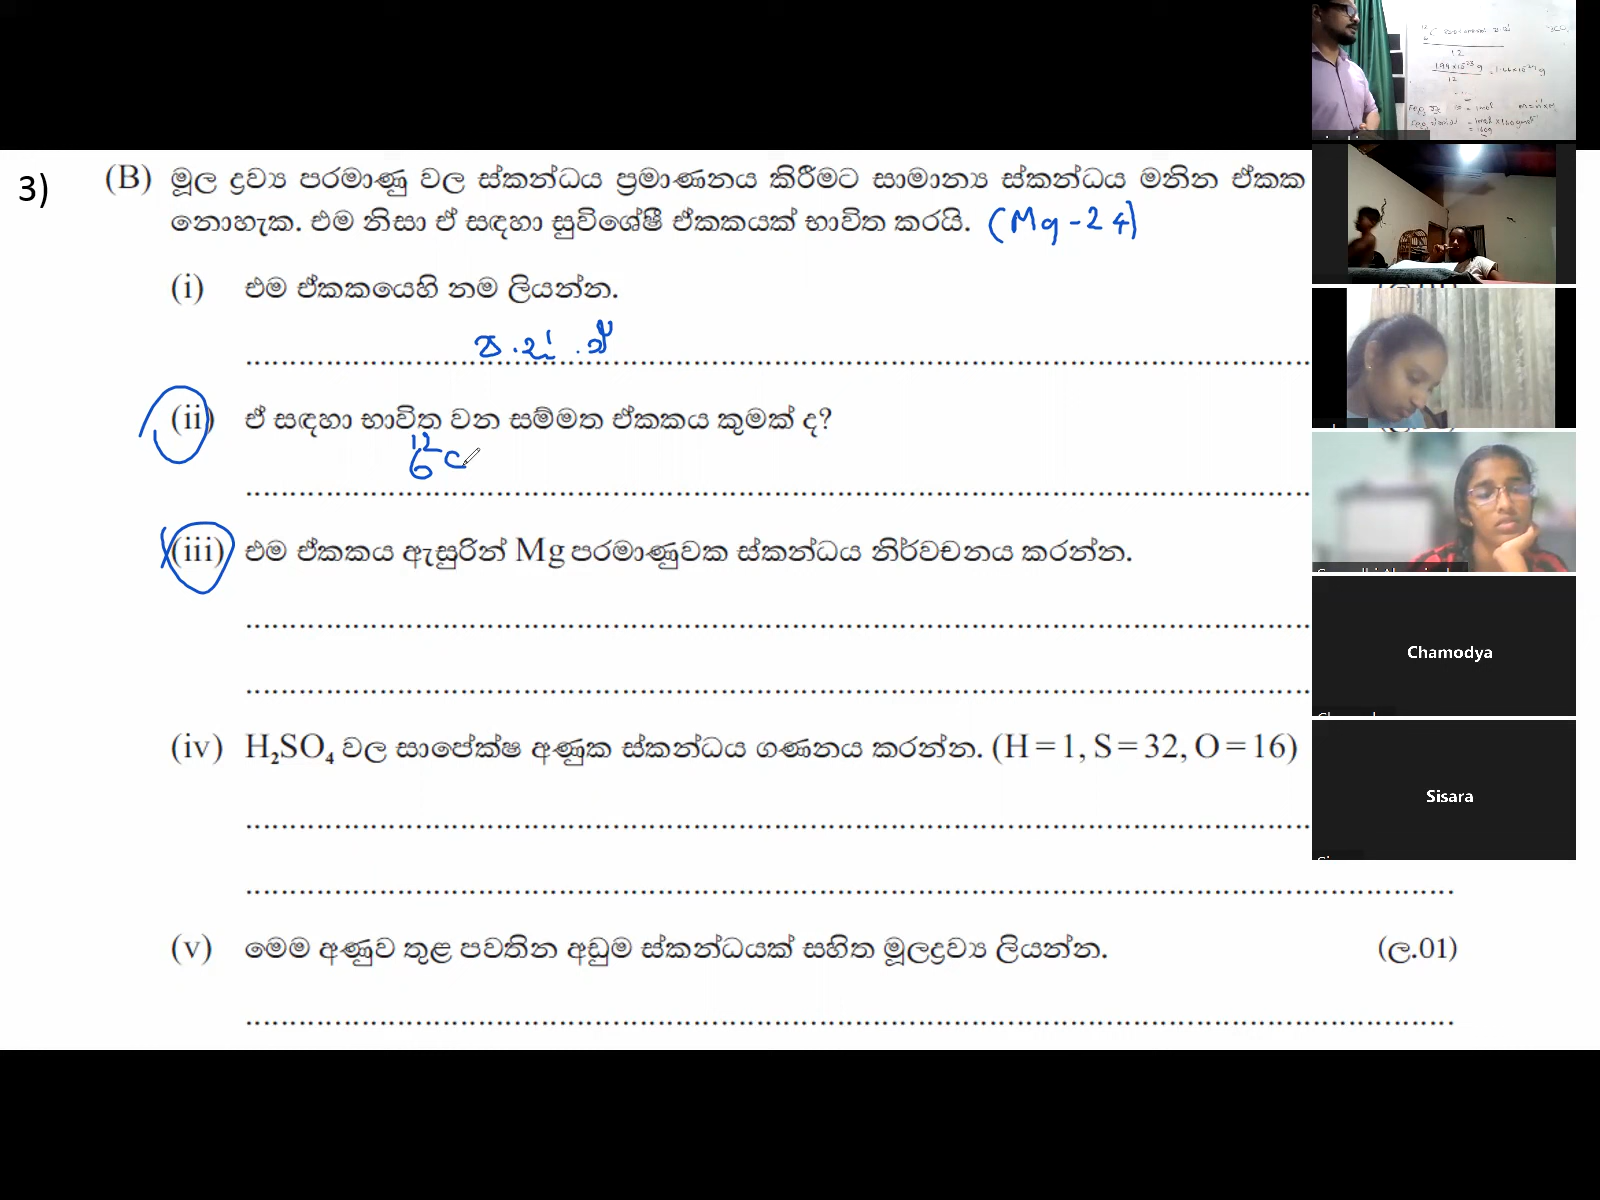 3)
(B) මූල ද්‍රව්‍ය පරමාණු වල ස්කන්ධය ප්‍රමාණනය කිරීමට සාමාන්‍ය ස්කන්ධය මනින ඒකක
නොහැක. එම නිසා ඒ සඳහා සුවිශේෂී ඒකකයක් භාවිත කරයි. (Mg - 24)
(i) එම ඒකකයෙහි නම ලියන්න.
(ii) ඒ සඳහා භාවිත වන සම්මත ඒකකය කුමක් ද?
12
6 C
(iii) එම ඒකකය ඇසුරින් Mg පරමාණුවක ස්කන්ධය නිර්වචනය කරන්න.
(iv) H₂SO₄ වල සාපේක්ෂ අණුක ස්කන්ධය ගණනය කරන්න. (H = 1, S = 32, O = 16)
(v) මෙම අණුව තුළ පවතින අඩුම ස්කන්ධයක් සහිත මූලද්‍රව්‍ය ලියන්න. (ල.01)
Chamodya
Sisara